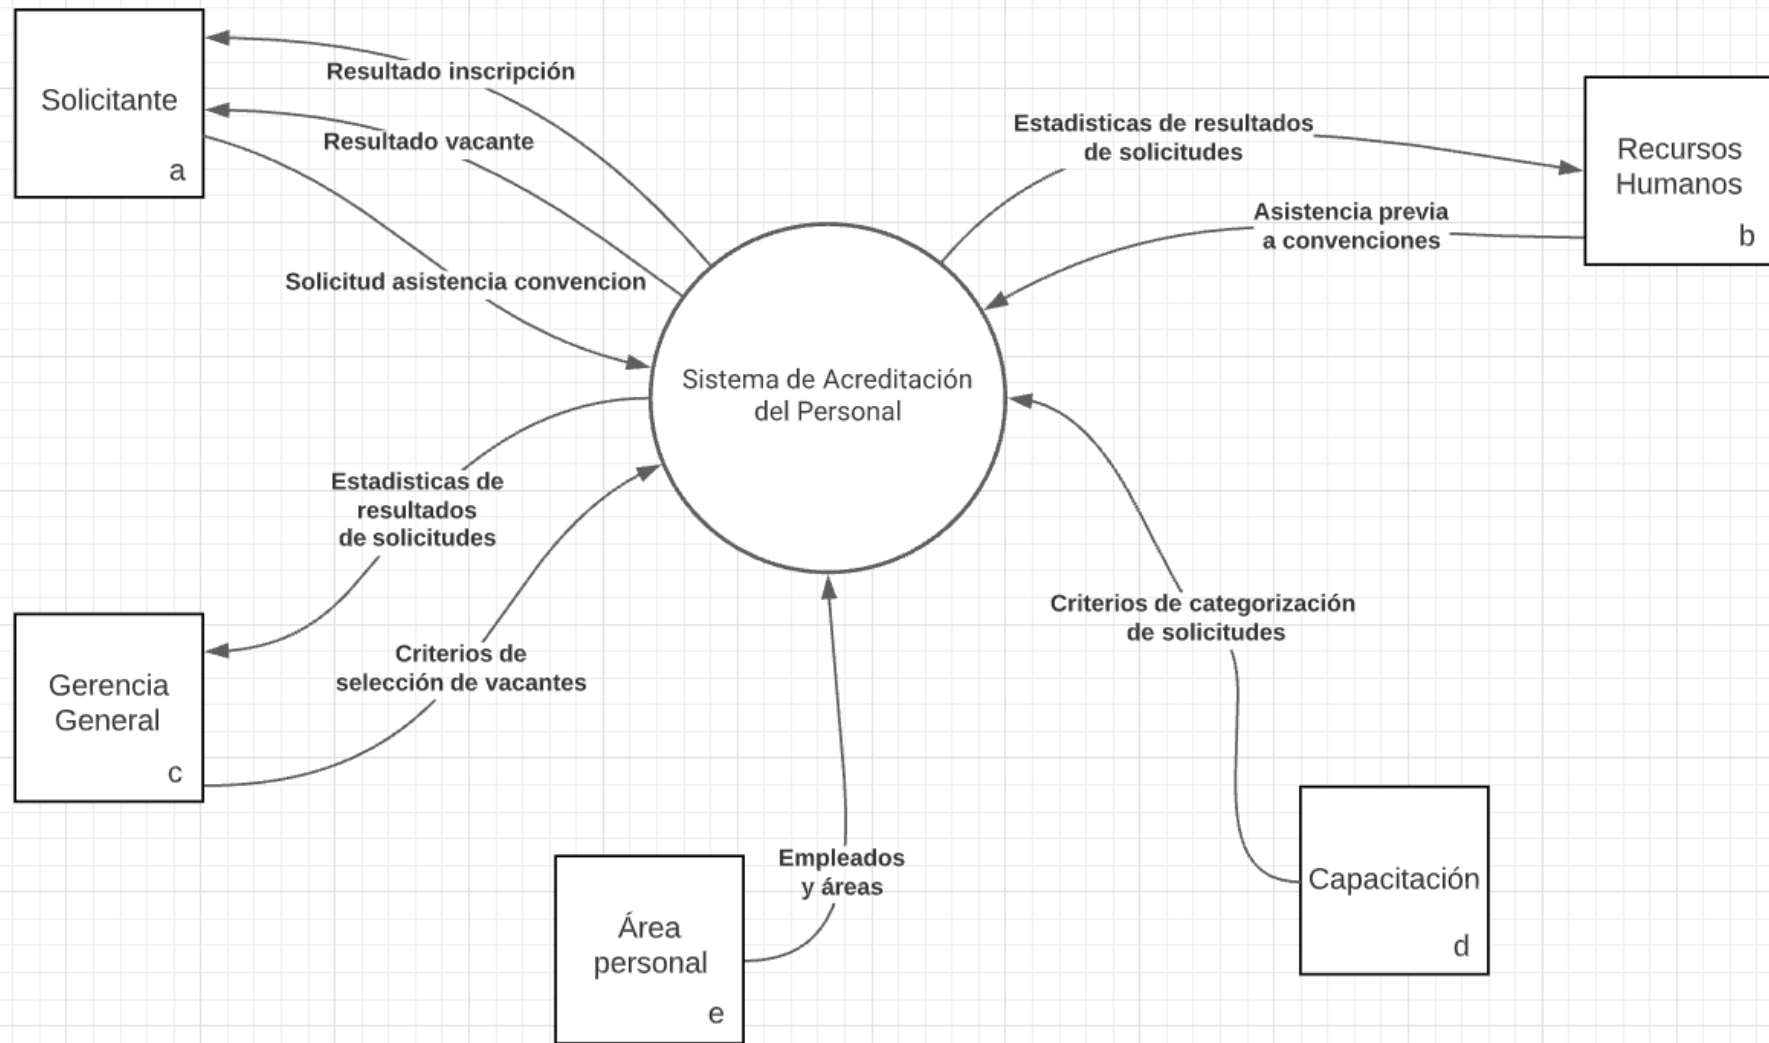 Solicitante
a
Resultado inscripción
Resultado vacante
Solicitud asistencia convencion
Estadisticas de resultados
de solicitudes
Asistencia previa
a convenciones
Recursos
Humanos
b
Sistema de Acreditación
del Personal
Estadisticas de
resultados
de solicitudes
Criterios de
selección de vacantes
Gerencia
General
c
Criterios de categorización
de solicitudes
Empleados
y áreas
Área
personal
e
Capacitación
d